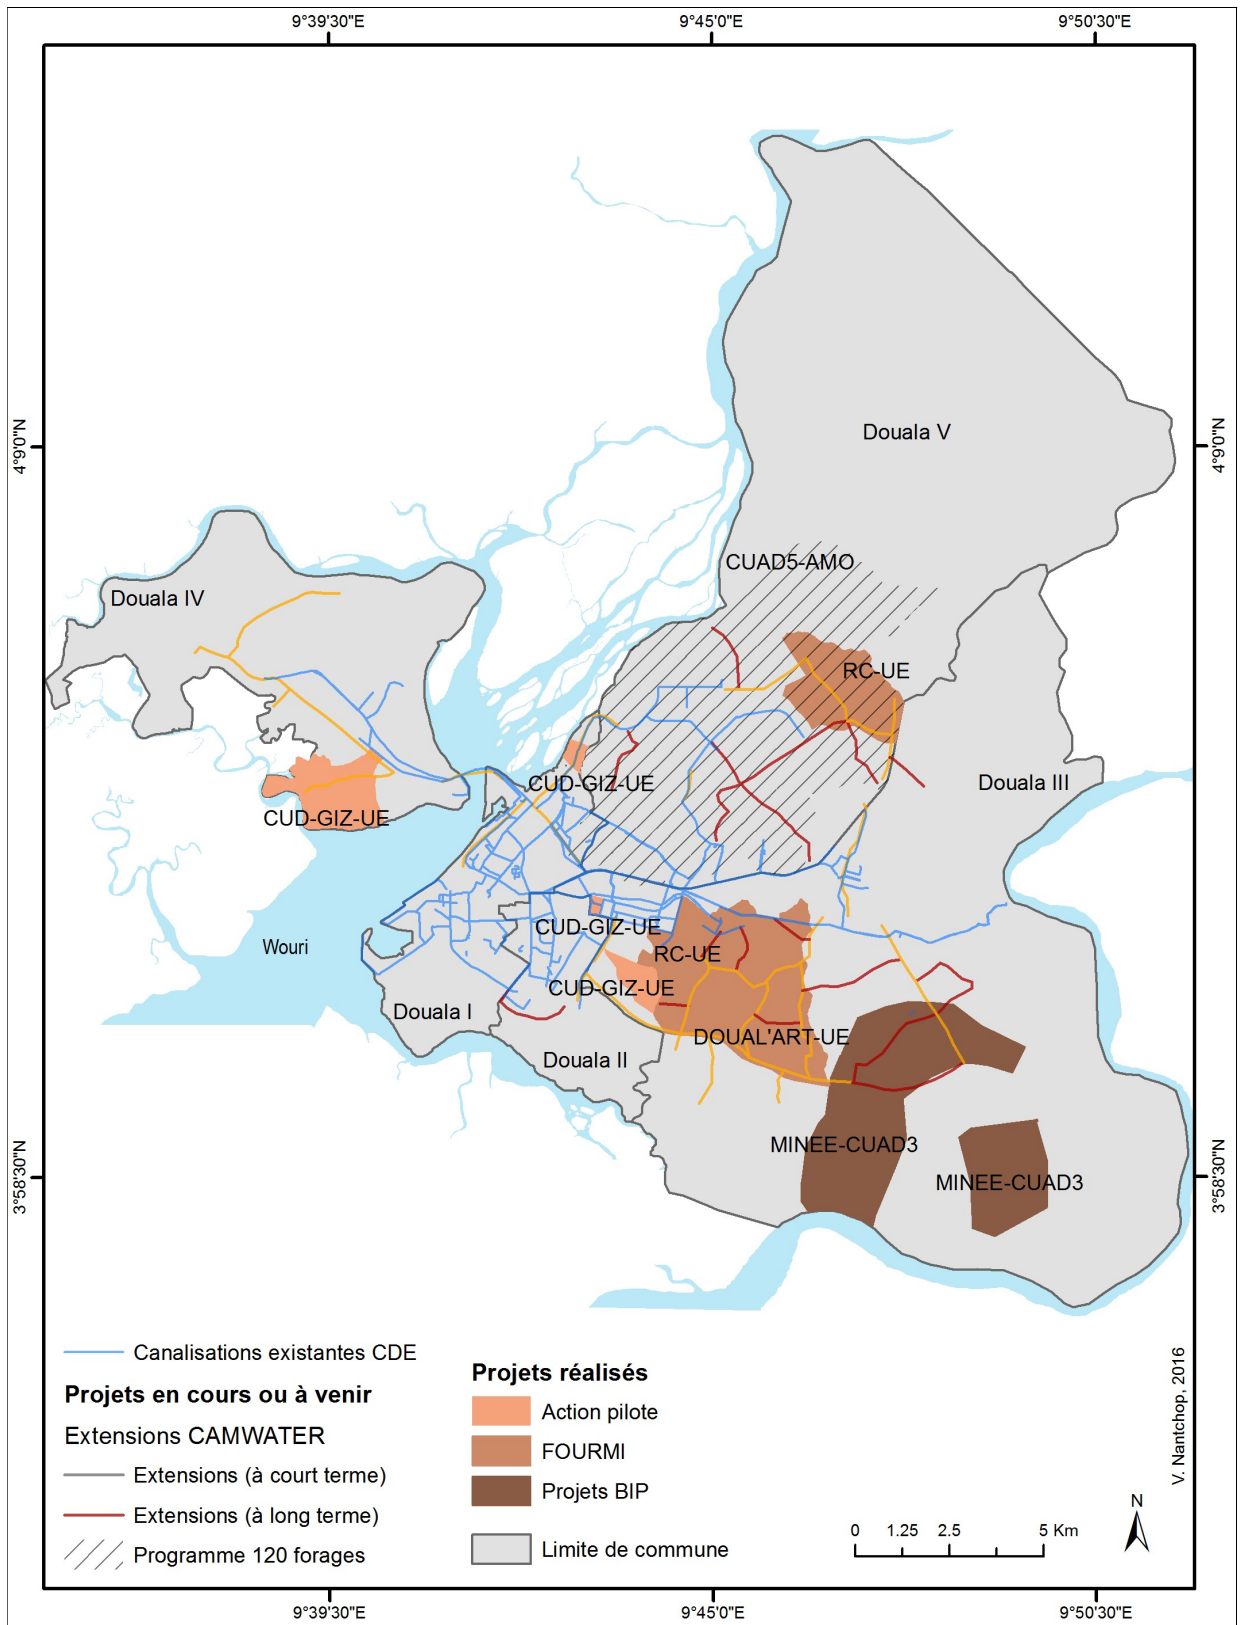 9°39'30"E
9°45'0"E
9°50'30"E
4°9'0"N
4°9'0"N
Douala V
CUAD5-AMO
Douala IV
RC-UE
Douala III
CUD-GIZ-UE
CUD-GIZ-UE
CUD-GIZ-UE
Wouri
RC-UE
CUD-GIZ-UE
Douala I
DOUAL'ART-UE
Douala II
MINEE-CUAD3
MINEE-CUAD3
3°58'30"N
3°58'30"N
Canalisations existantes CDE
Projets en cours ou à venir
Extensions CAMWATER
Extensions (à court terme)
Extensions (à long terme)
Programme 120 forages
Projets réalisés
Action pilote
FOURMI
Projets BIP
Limite de commune
V. Nantchop, 2016
N
0 1.25 2.5 5 Km
9°39'30"E
9°45'0"E
9°50'30"E